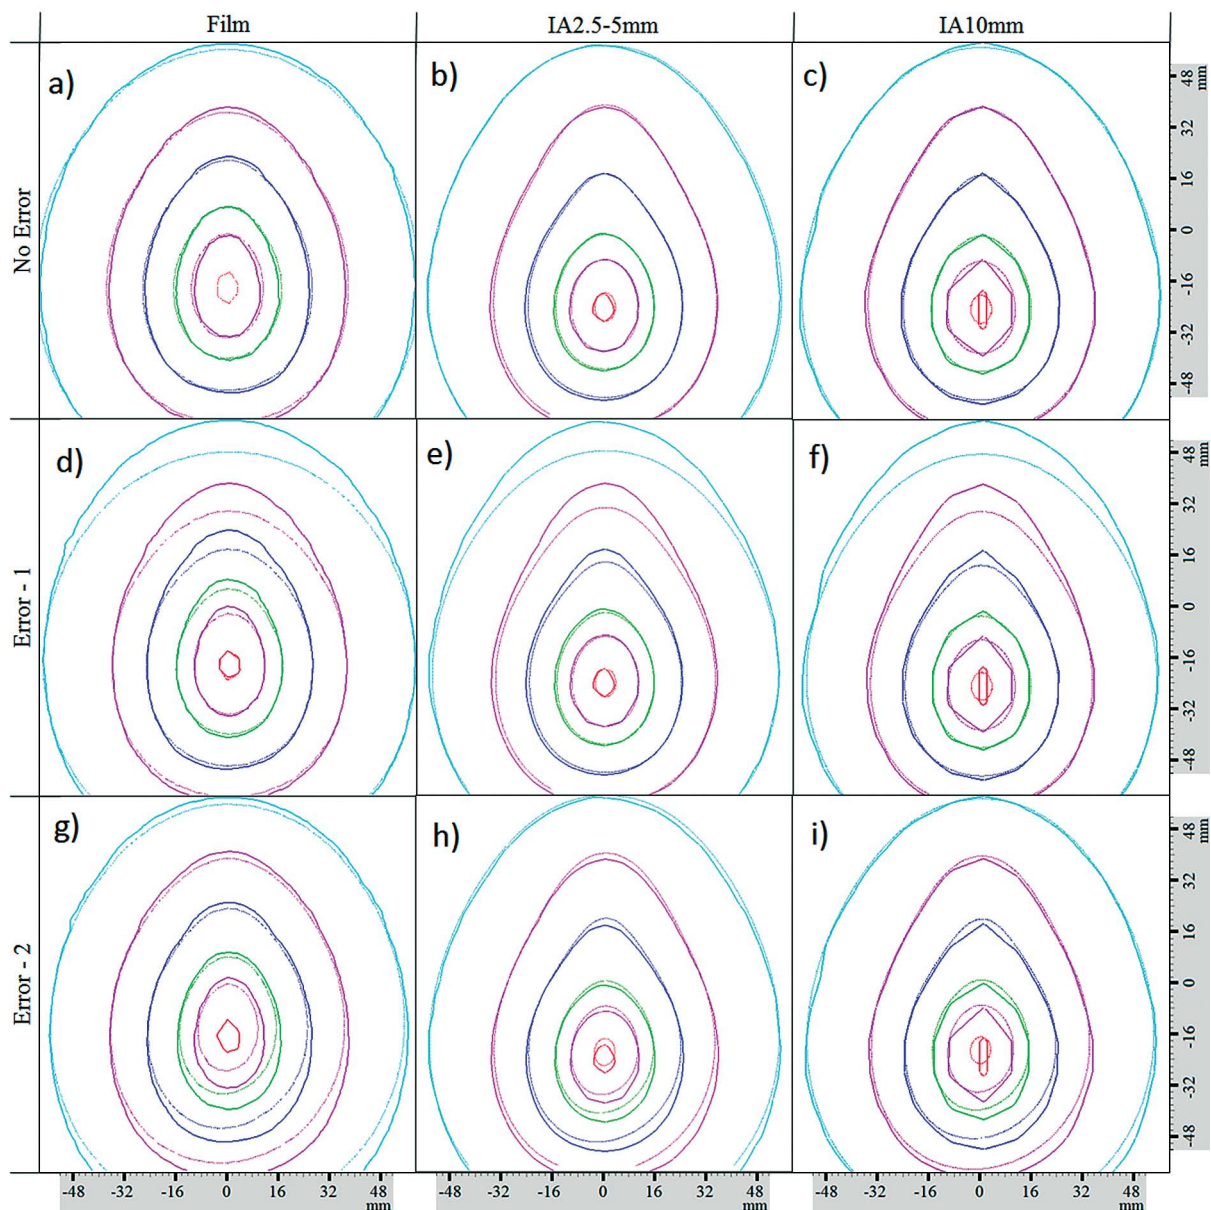 Film IA2.5-5mm IA10mm
No Error
a) b) c)
48 mm
32
16
0
-16
-32
-48
Error - 1
d) e) f)
48 mm
32
16
0
-16
-32
-48
Error - 2
g) h) i)
48 mm
32
16
0
-16
-32
-48
-48 -32 -16 0 16 32 48 -48 -32 -16 0 16 32 48 -48 -32 -16 0 16 32 48
mm mm mm